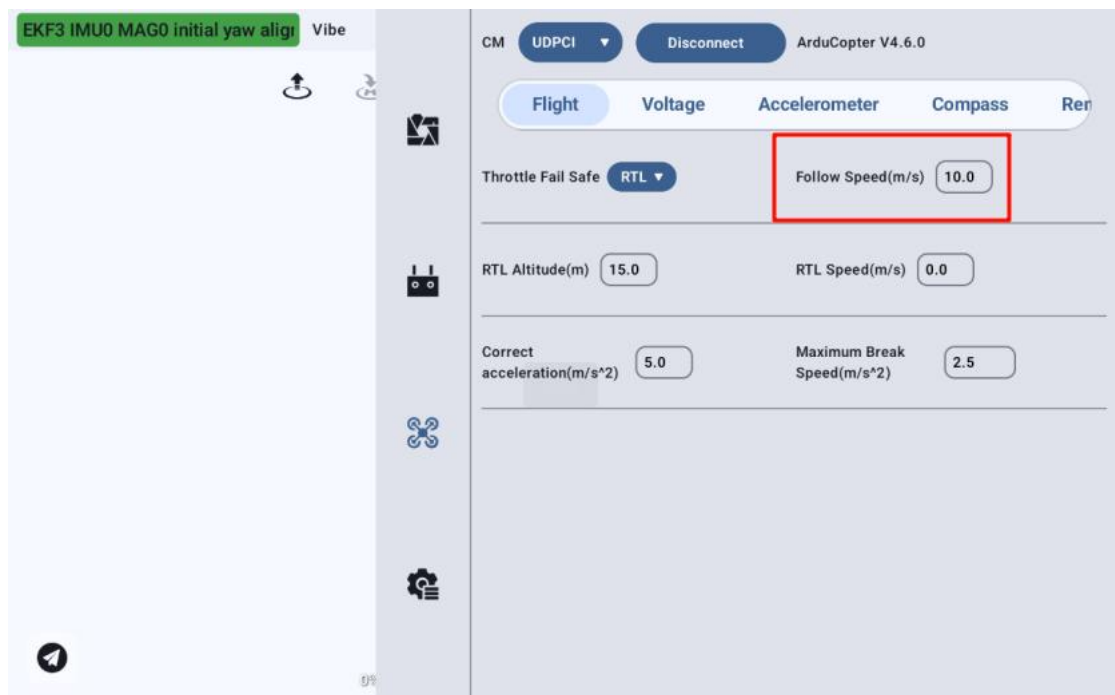 EKF3 IMU0 MAG0 initial yaw alig
Vibe
CM UDPCI Disconnect ArduCopter V4.6.0
Flight Voltage Accelerometer Compass Rer
Throttle Fail Safe RTL
Follow Speed(m/s) 10.0
RTL Altitude(m) 15.0
RTL Speed(m/s) 0.0
Correct
acceleration(m/s^2) 5.0
Maximum Break
Speed(m/s^2) 2.5